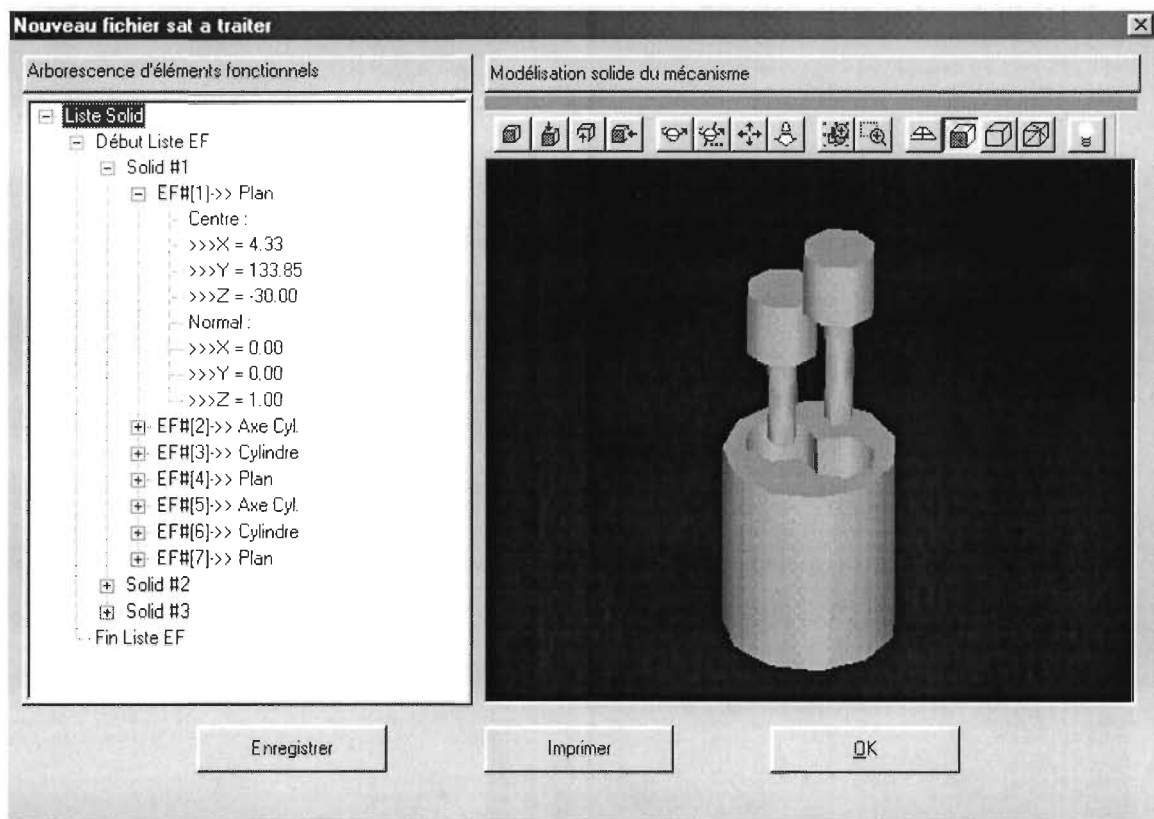 Nouveau fichier sat a traiter
Arborescence d'éléments fonctionnels
Modélisation solide du mécanisme
Liste Solid
Début Liste EF
Solid #1
EF#[1]->> Plan
Centre :
>>>X = 4.33
>>>Y = 133.85
>>>Z = -30.00
Normal :
>>>X = 0.00
>>>Y = 0.00
>>>Z = 1.00
EF#[2]->> Axe Cyl.
EF#[3]->> Cylindre
EF#[4]->> Plan
EF#[5]->> Axe Cyl.
EF#[6]->> Cylindre
EF#[7]->> Plan
Solid #2
Solid #3
Fin Liste EF
Enregistrer
Imprimer
OK